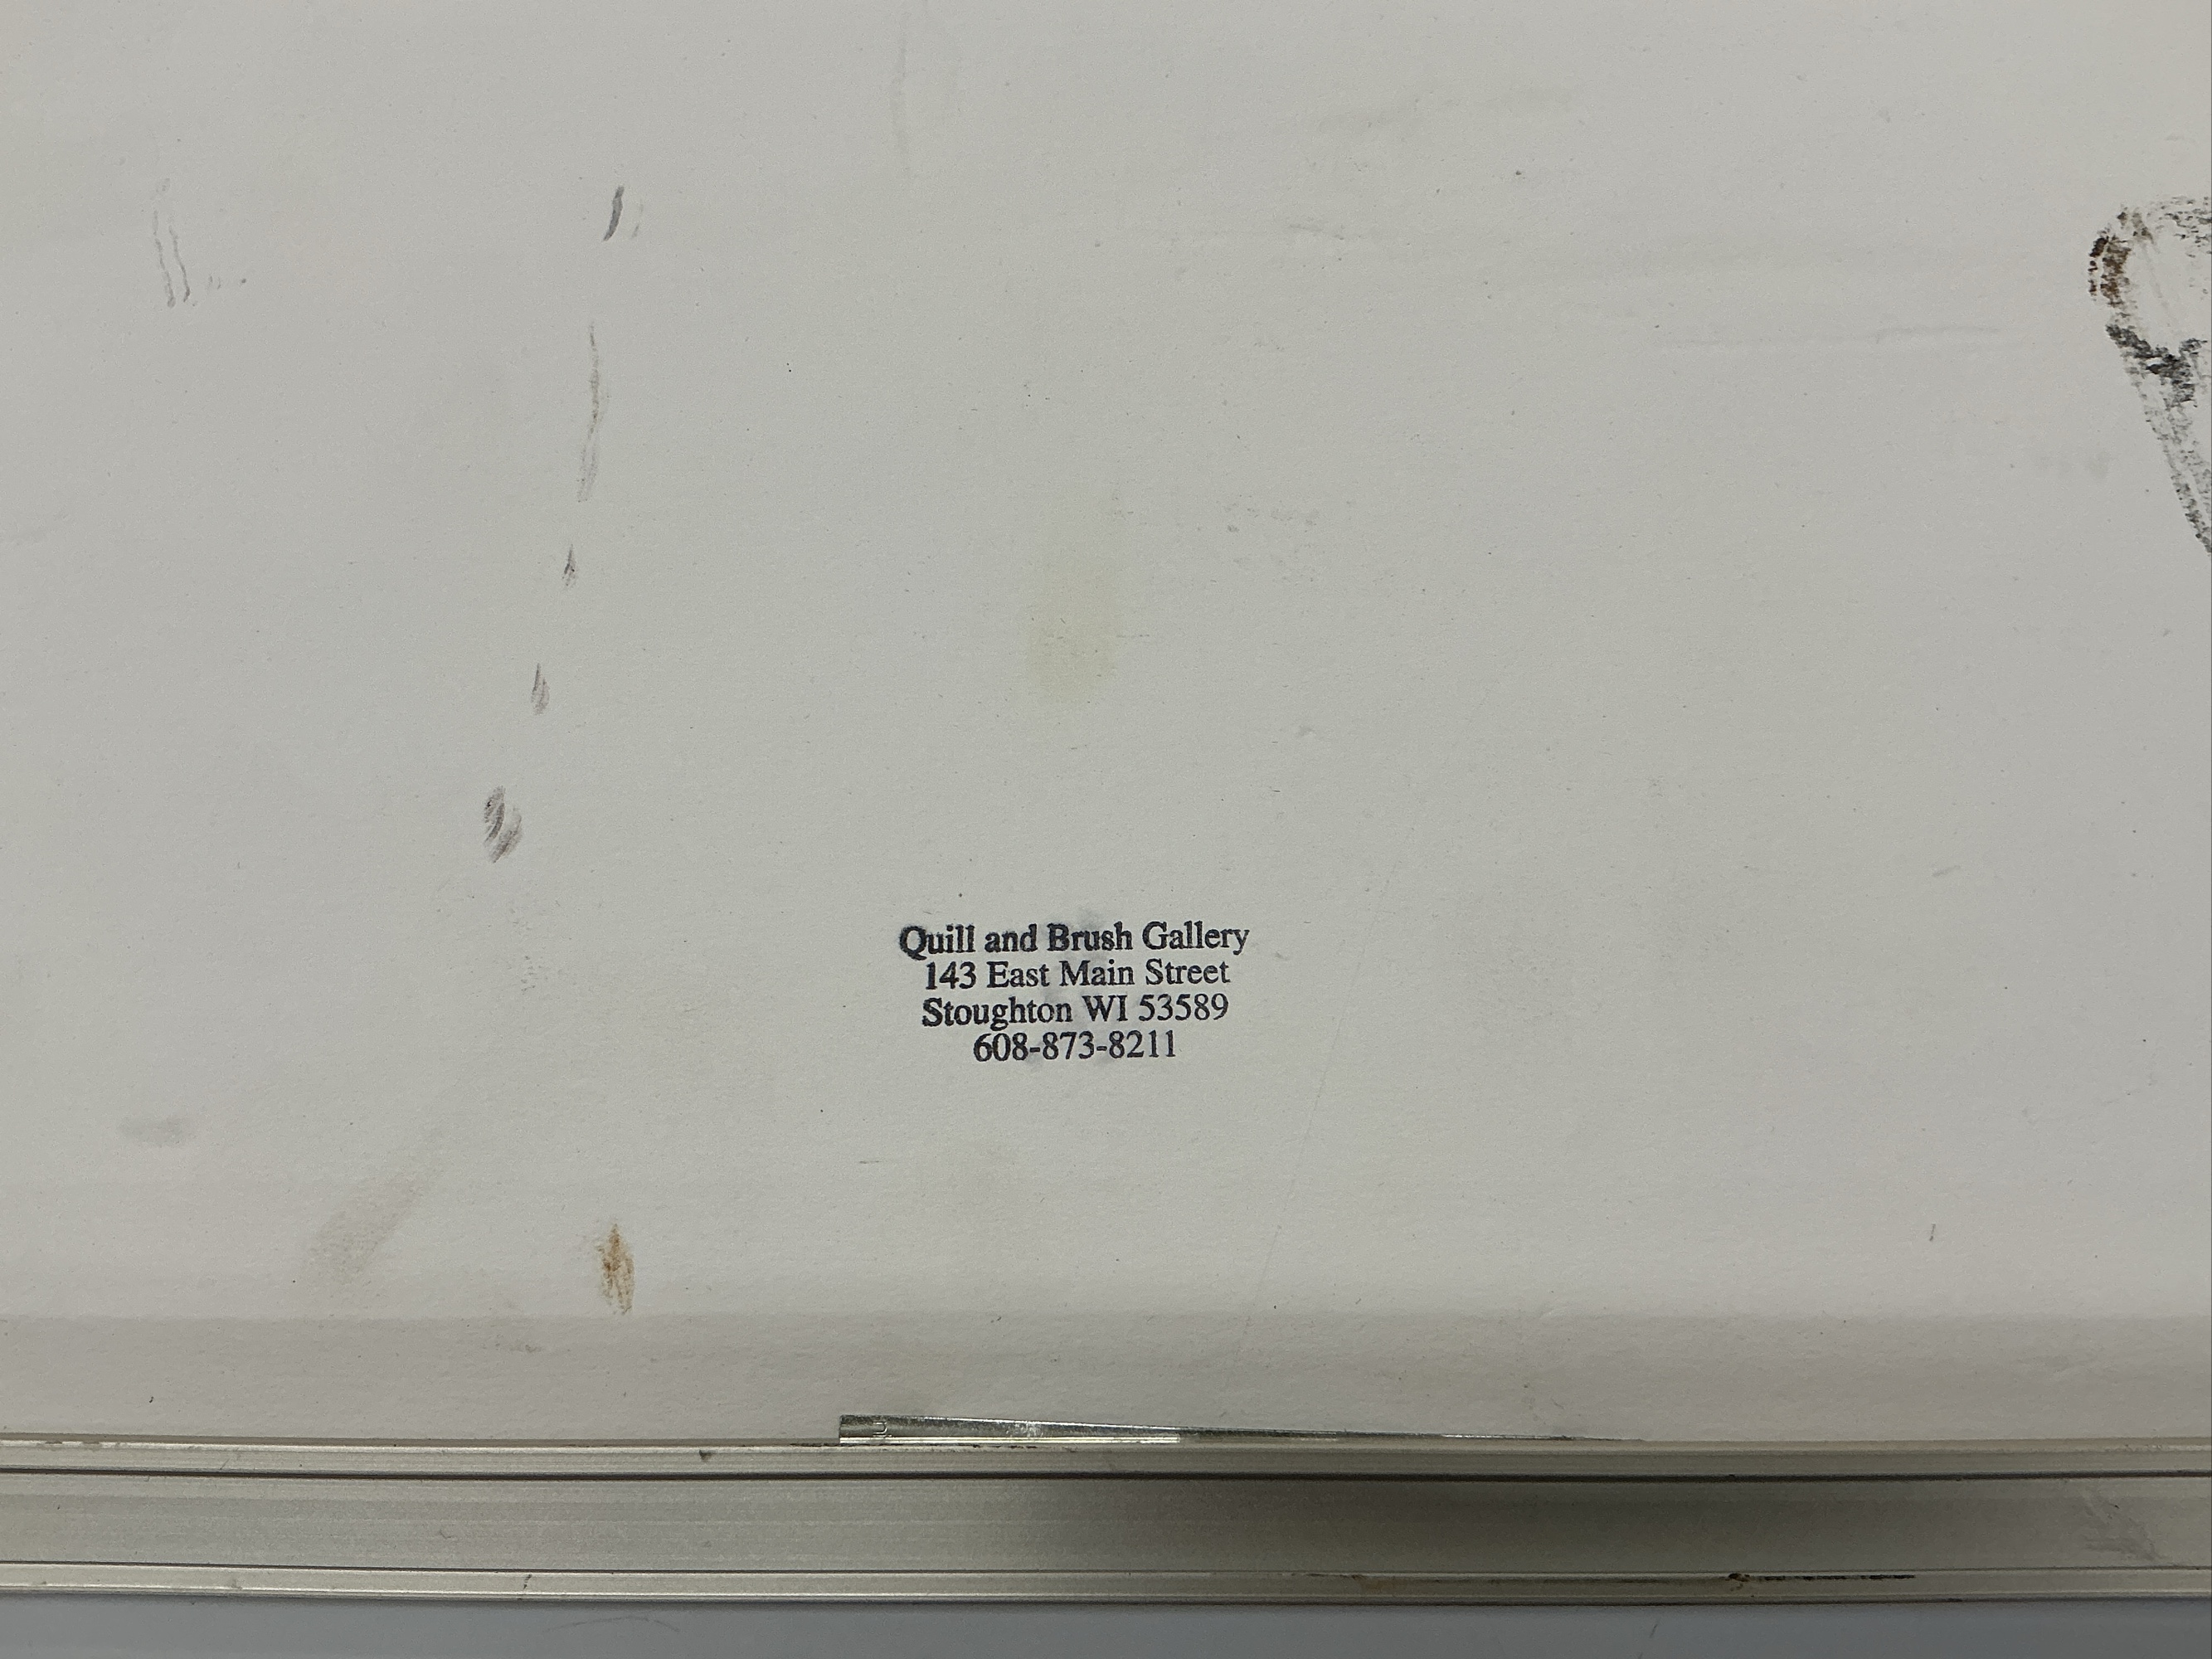 Quill and Brush Gallery
143 East Main Street
Stoughton WI 53589
608-873-8211